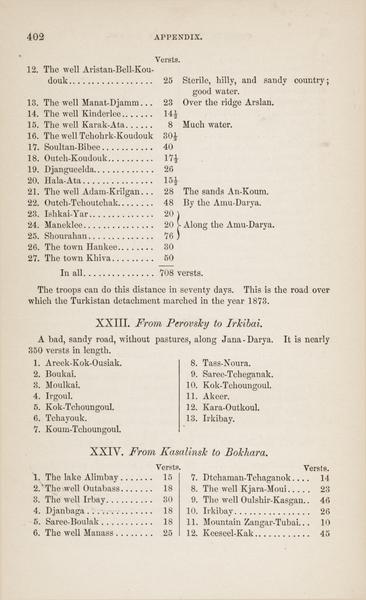 402 APPENDIX.
Versts.
12. The well Aristan-Bell-Kou-
douk.................. 25 Sterile, hilly, and sandy country;
good water.
13. The well Manat-Djamm... 23 Over the ridge Arslan.
14. The well Kinderlee...... 14½
15. The well Karak-Ata...... 8 Much water.
16. The well Tchohrk-Koudouk 30½
17. Soultan-Bibee........... 40
18. Outch-Koudouk.......... 17½
19. Djangueelda............. 26
20. Hala-Ata................ 15½
21. The well Adam-Krilgan... 28 The sands An-Koum.
22. Outch-Tchoutchak....... 48 By the Amu-Darya.
23. Ishkai-Yar.............. 20
24. Maneklee............... 20 Along the Amu-Darya.
25. Shourahan.............. 76
26. The town Hankee........ 30
27. The town Khiva......... 50
In all............... 708 versts.
The troops can do this distance in seventy days. This is the road over
which the Turkistan detachment marched in the year 1873.
XXIII. From Perovsky to Irkibai.
A bad, sandy road, without pastures, along Jana-Darya. It is nearly
350 versts in length.
1. Areek-Kok-Ousiak.
2. Boukai.
3. Moulkai.
4. Irgoul.
5. Kok-Tchoungoul.
6. Tchayouk.
7. Koum-Tchoungoul.
8. Tass-Noura.
9. Saree-Tcheganak.
10. Kok-Tchoungoul.
11. Akeer.
12. Kara-Outkoul.
13. Irkibay.
XXIV. From Kasalinsk to Bokhara.
Versts.
1. The lake Alimbay....... 15
2. The well Outabass....... 18
3. The well Irbay.......... 30
4. Djanbaga............... 18
5. Saree-Boulak........... 18
6. The well Manass........ 25
Versts.
7. Dtchaman-Tchaganok.... 14
8. The well Kjara-Moui..... 23
9. The well Oulshir-Kasgan.. 46
10. Irkibay................. 26
11. Mountain Zangar-Tubai... 10
12. Keeseel-Kak............. 45